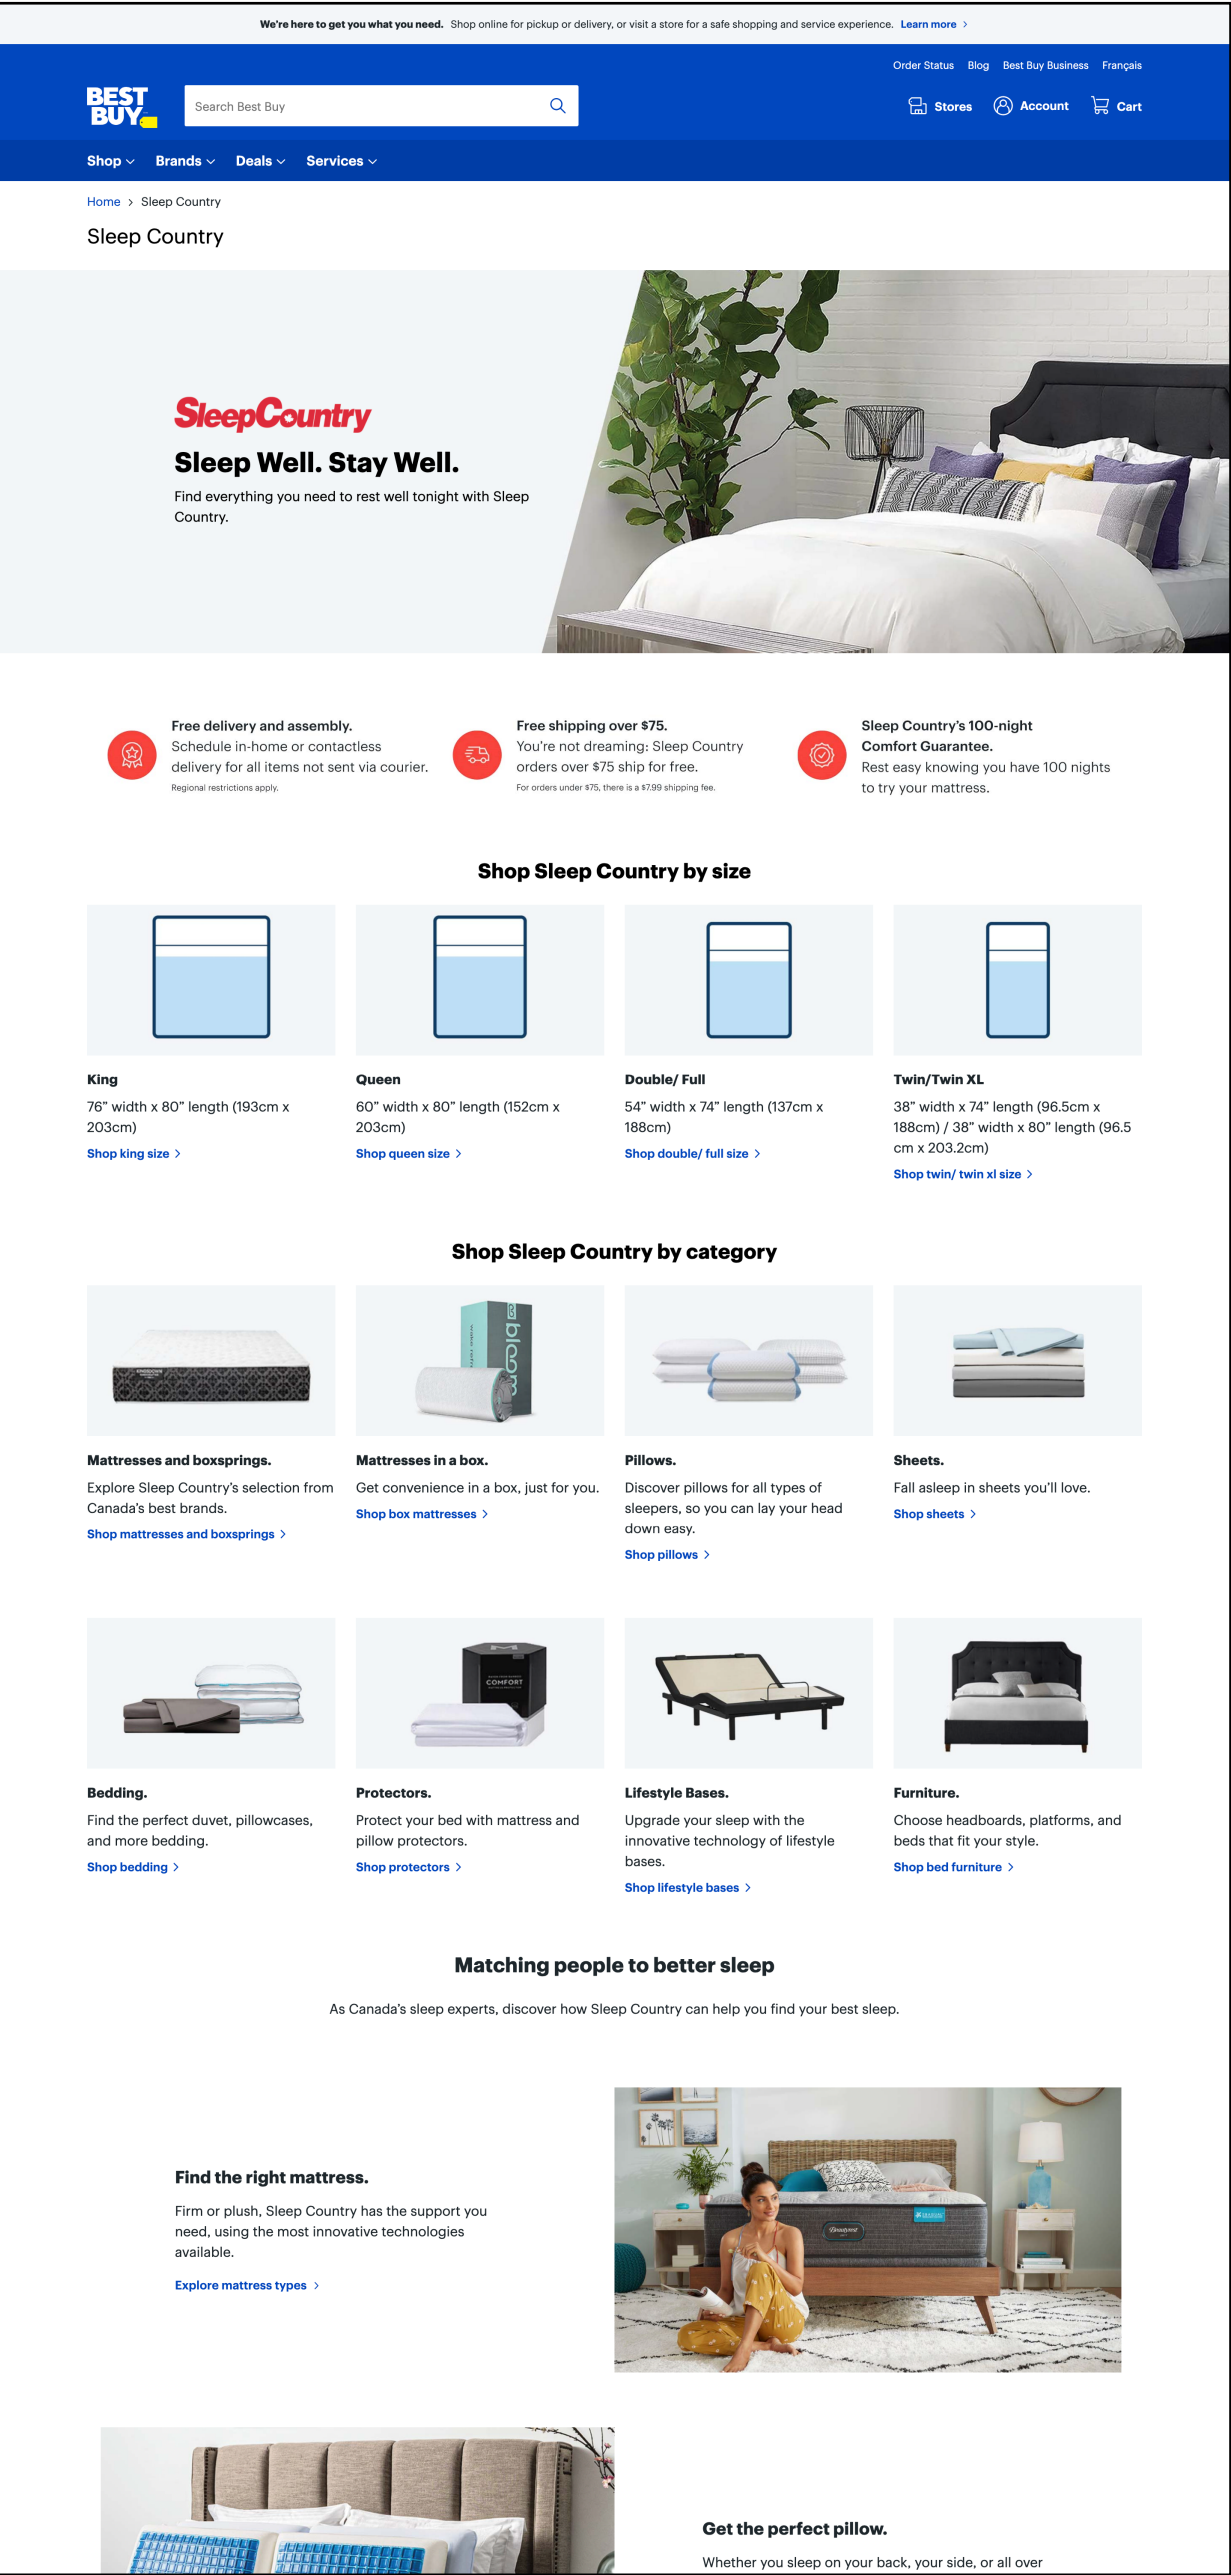 We're here to get you what you need. Shop online for pickup or delivery, or visit a store for a safe shopping and service experience. Learn more
Order Status Blog Best Buy Business Français
BEST
BUY
Search Best Buy
Stores Account Cart
Shop Brands Deals Services
Home > Sleep Country
Sleep Country
SleepCountry
Sleep Well. Stay Well.
Find everything you need to rest well tonight with Sleep
Country.
Free delivery and assembly.
Schedule in-home or contactless
delivery for all items not sent via courier.
Regional restrictions apply.
Free shipping over $75.
You're not dreaming: Sleep Country
orders over $75 ship for free.
For orders under $75, there is a $7.99 shipping fee.
Sleep Country's 100-night
Comfort Guarantee.
Rest easy knowing you have 100 nights
to try your mattress.
Shop Sleep Country by size
King
76” width x 80” length (193cm x
203cm)
Shop king size
Queen
60” width x 80” length (152cm x
203cm)
Shop queen size
Double/ Full
54” width x 74” length (137cm x
188cm)
Shop double/ full size
Twin/Twin XL
38” width x 74” length (96.5cm x
188cm) / 38” width x 80” length (96.5
cm x 203.2cm)
Shop twin/ twin xl size
Shop Sleep Country by category
Mattresses and boxsprings.
Explore Sleep Country's selection from
Canada's best brands.
Shop mattresses and boxsprings
bloom
Mattresses in a box.
Get convenience in a box, just for you.
Shop box mattresses
Pillows.
Discover pillows for all types of
sleepers, so you can lay your head
down easy.
Shop pillows
Sheets.
Fall asleep in sheets you'll love.
Shop sheets
Bedding.
Find the perfect duvet, pillowcases,
and more bedding.
Shop bedding
COMFORT
Protectors.
Protect your bed with mattress and
pillow protectors.
Shop protectors
Lifestyle Bases.
Upgrade your sleep with the
innovative technology of lifestyle
bases.
Shop lifestyle bases
Furniture.
Choose headboards, platforms, and
beds that fit your style.
Shop bed furniture
Matching people to better sleep
As Canada's sleep experts, discover how Sleep Country can help you find your best sleep.
Find the right mattress.
Firm or plush, Sleep Country has the support you
need, using the most innovative technologies
available.
Explore mattress types
Beautyrest
Get the perfect pillow.
Whether you sleep on your back, your side, or all over